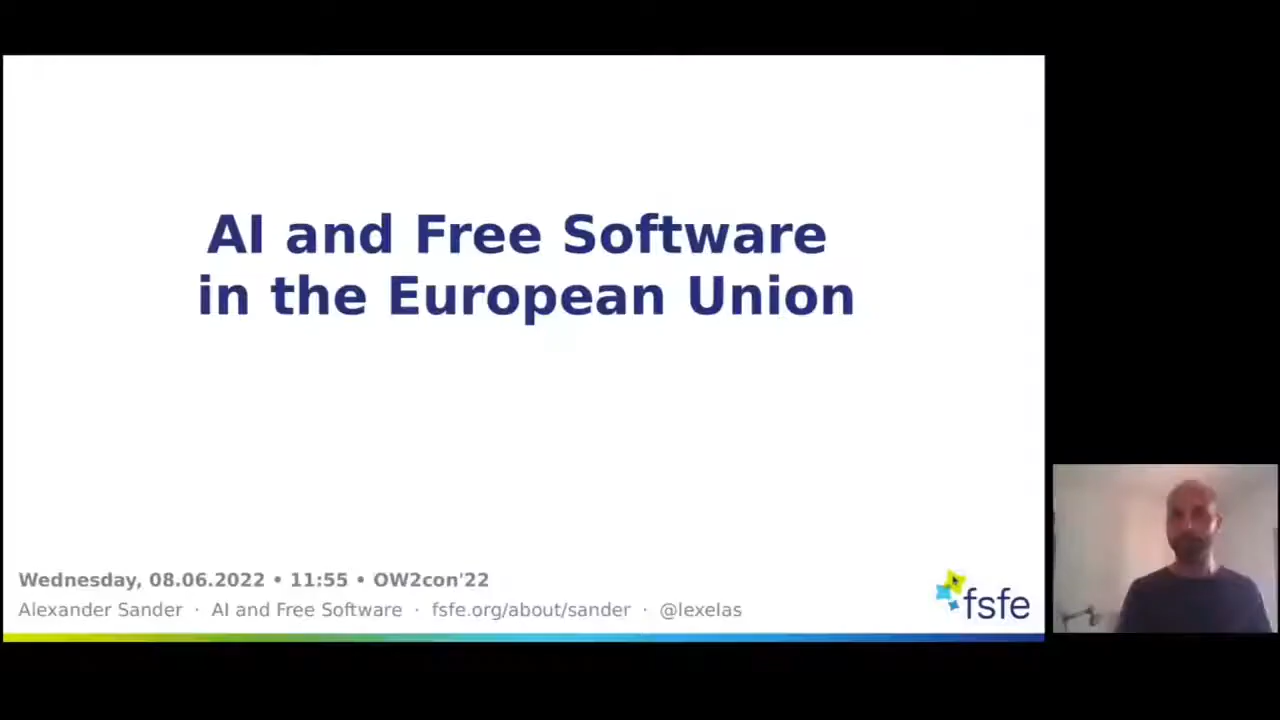 AI and Free Software
in the European Union
Wednesday, 08.06.2022 • 11:55 • OW2con'22
Alexander Sander · AI and Free Software · fsfe.org/about/sander · @lexelas
fsfe